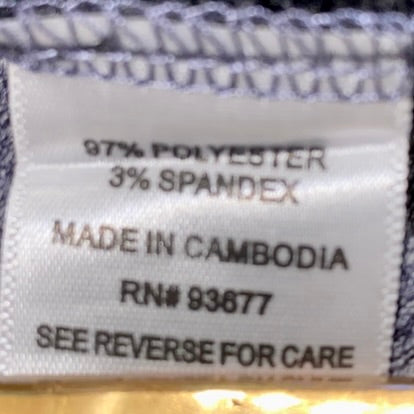 97% POLYESTER
3% SPANDEX
MADE IN CAMBODIA
RN# 93677
SEE REVERSE FOR CARE